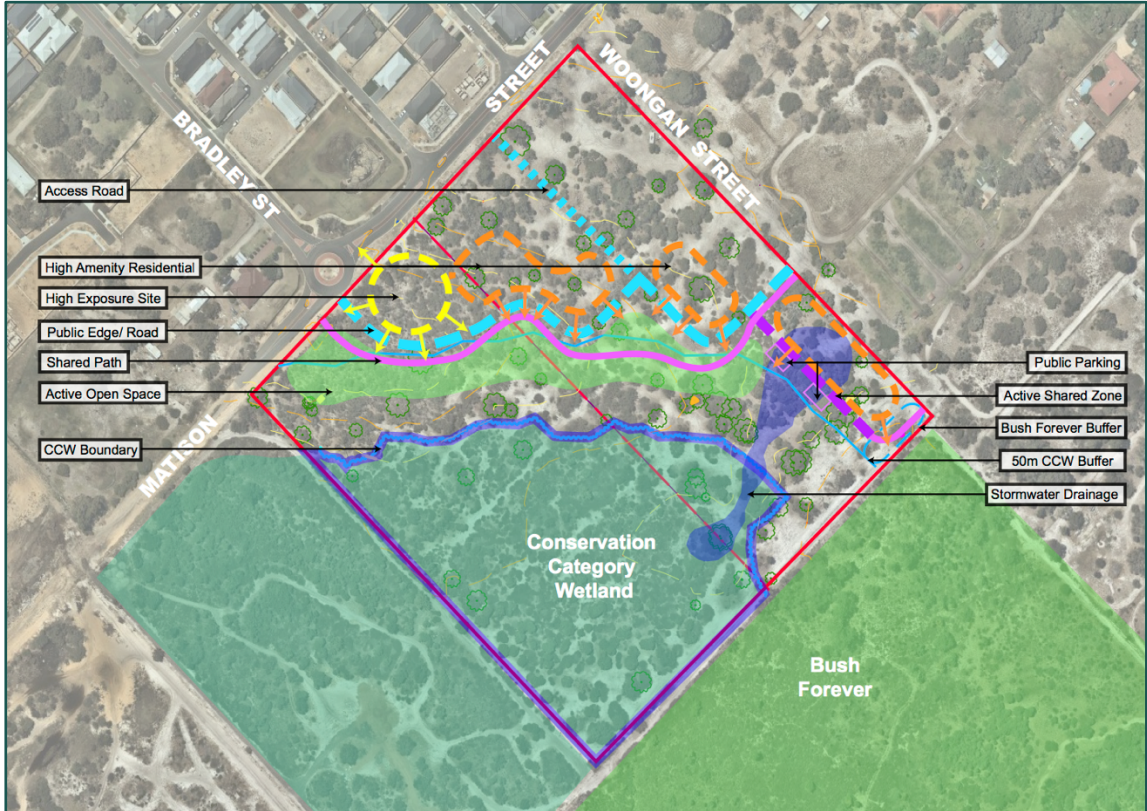 STREET
WOONGAN STREET
BRADLEY ST
MATISON
Access Road
High Amenity Residential
High Exposure Site
Public Edge/ Road
Shared Path
Active Open Space
CCW Boundary
Public Parking
Active Shared Zone
Bush Forever Buffer
50m CCW Buffer
Stormwater Drainage
Conservation
Category
Wetland
Bush
Forever